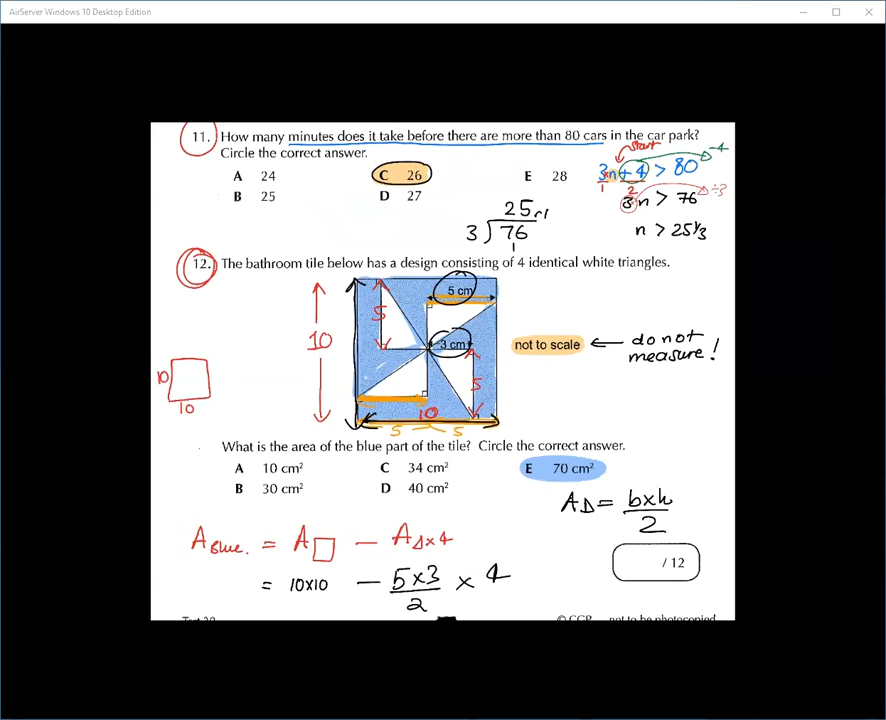 AirServer Windows 10 Desktop Edition
11. How many minutes does it take before there are more than 80 cars in the car park?
Circle the correct answer.
A 24 C 26 E 28
B 25 D 27
start
3n + 4 > 80 -4
1 2
3n > 76 ÷3
n > 25 1/3
25 r1
3 ) 76
1
12. The bathroom tile below has a design consisting of 4 identical white triangles.
5 cm
5
10
3 cm
not to scale ← do not
measure !
10
10
5
10
5 5
What is the area of the blue part of the tile? Circle the correct answer.
A 10 cm² C 34 cm² E 70 cm²
B 30 cm² D 40 cm²
A△ = b×h
2
A Blue. = A□ − A△×4
/ 12
= 10×10 − 5×3 × 4
2
© CGP not to be photocopied